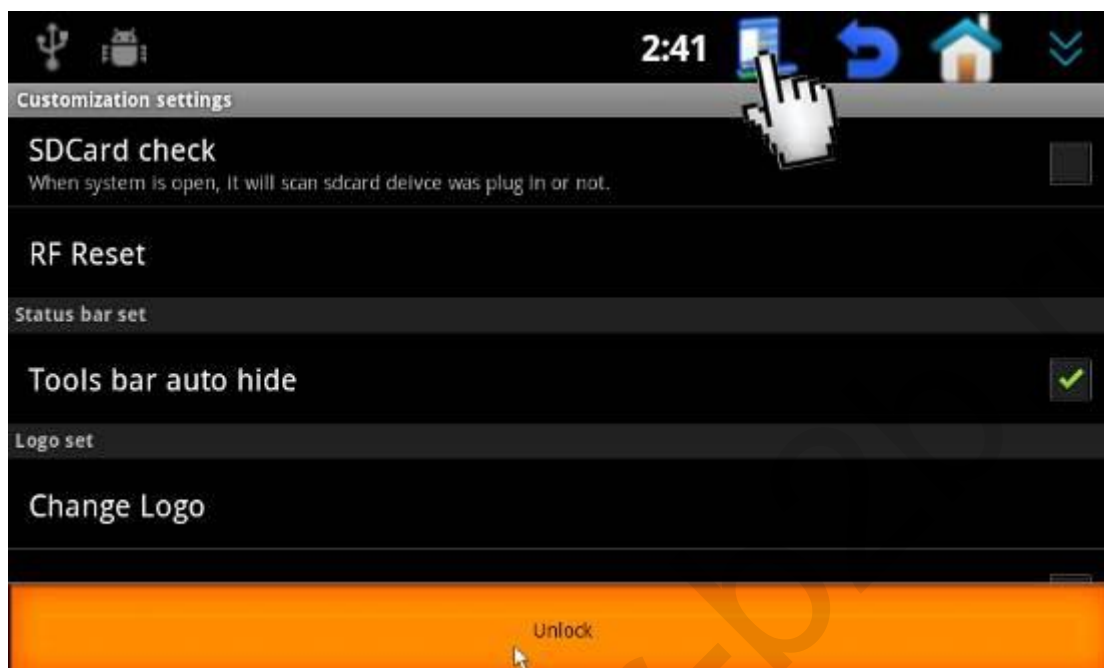 2:41
Customization settings
SDCard check
When system is open, it will scan sdcard deivce was plug in or not.
RF Reset
Status bar set
Tools bar auto hide
Logo set
Change Logo
Unlock